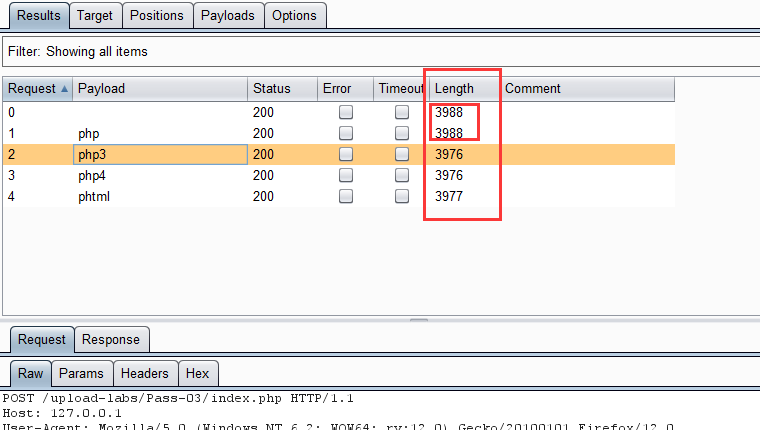 Results Target Positions Payloads Options
Filter: Showing all items
Request Payload Status Error Timeout Length Comment
0 200 3988
1 php 200 3988
2 php3 200 3976
3 php4 200 3976
4 phtml 200 3977
Request Response
Raw Params Headers Hex
POST /upload-labs/Pass-03/index.php HTTP/1.1
Host: 127.0.0.1
User-Agent: Mozilla/5.0 (Windows NT 6.2; WOW64; rv:12.0) Gecko/20100101 Firefox/12.0